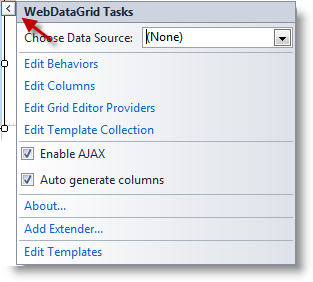 WebDataGrid Tasks
Choose Data Source: (None)
Edit Behaviors
Edit Columns
Edit Grid Editor Providers
Edit Template Collection
Enable AJAX
Auto generate columns
About...
Add Extender...
Edit Templates